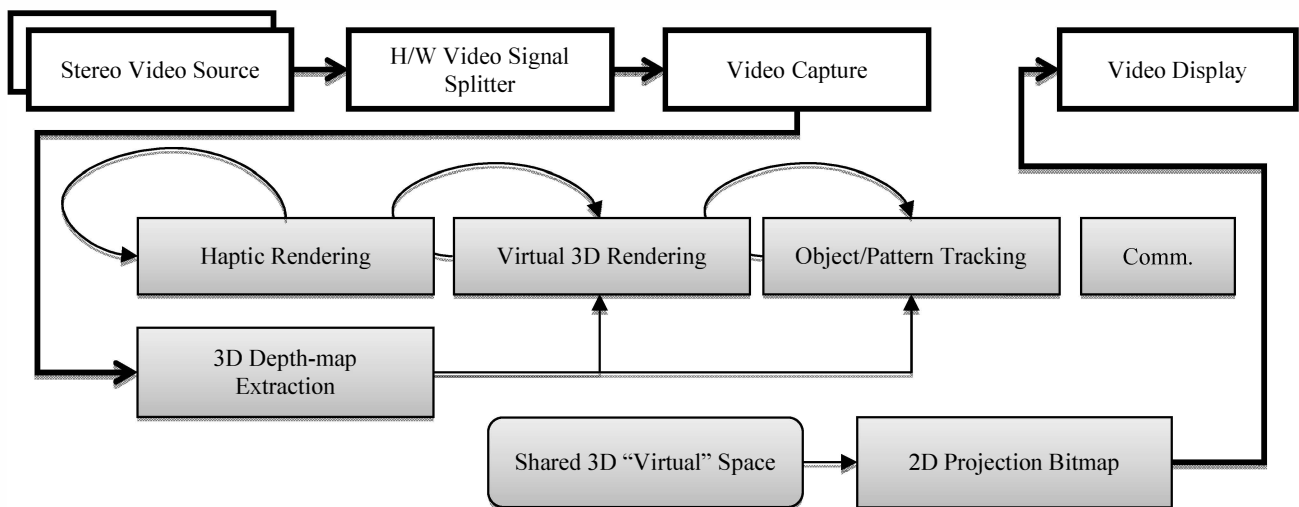 Stereo Video Source
H/W Video Signal
Splitter
Video Capture
Video Display
Haptic Rendering
Virtual 3D Rendering
Object/Pattern Tracking
Comm.
3D Depth-map
Extraction
Shared 3D “Virtual” Space
2D Projection Bitmap